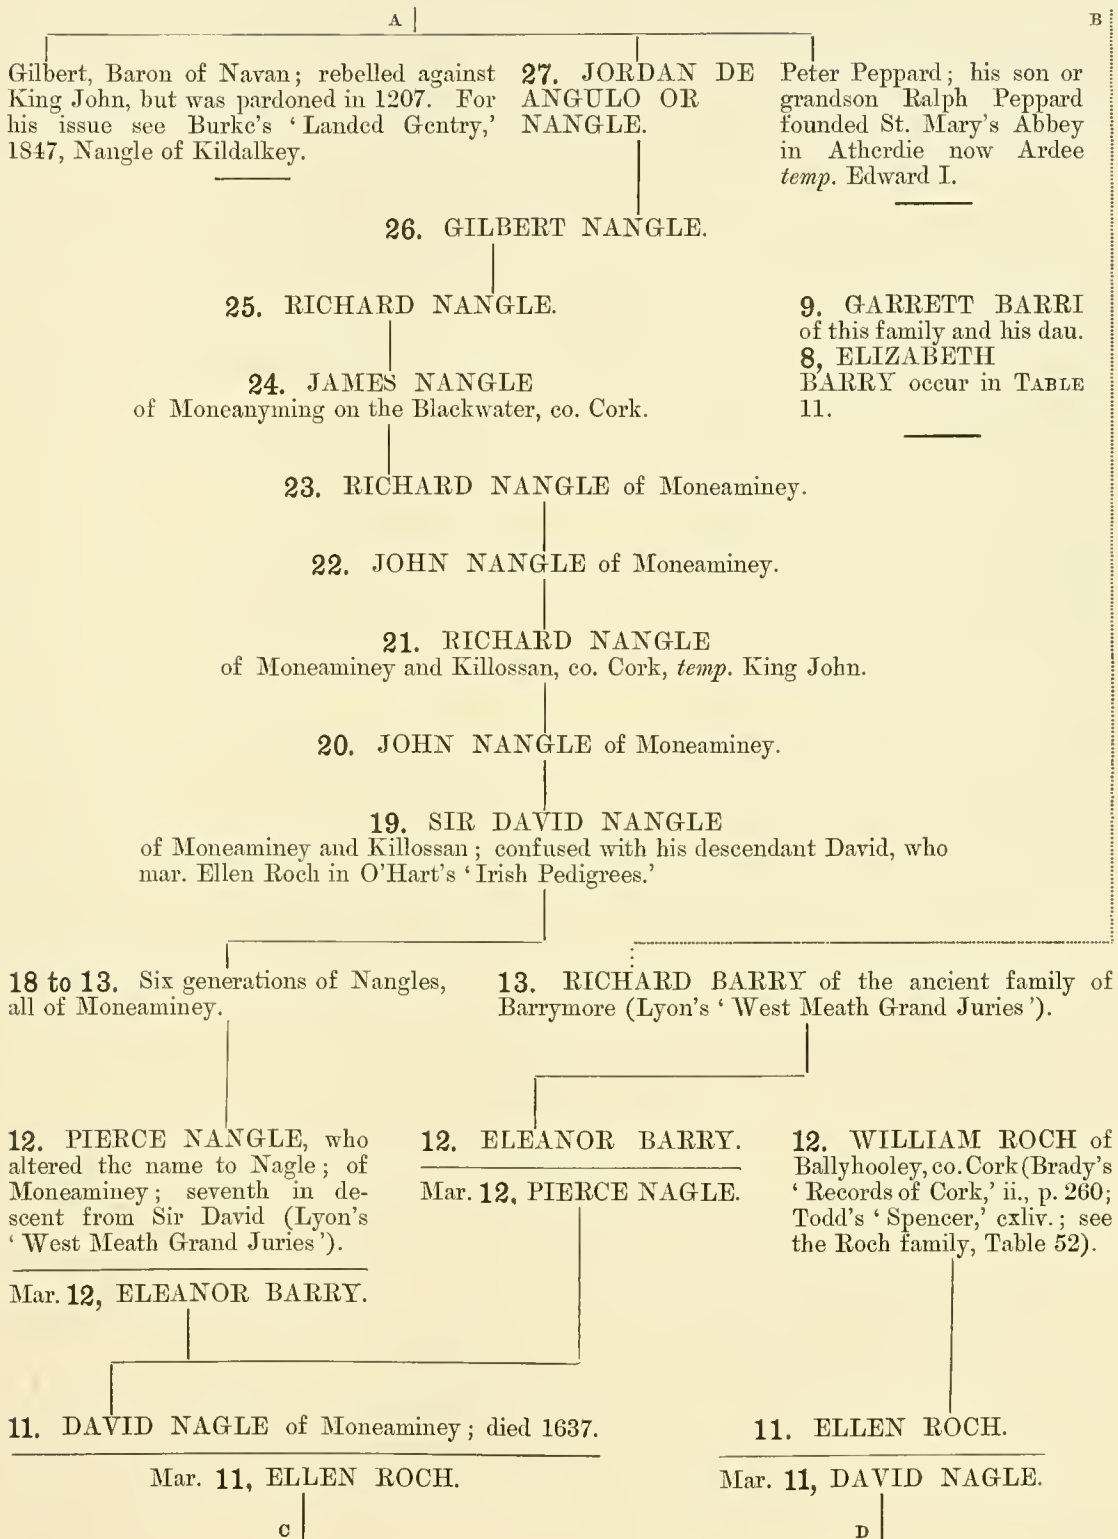 A
B
Gilbert, Baron of Navan; rebelled against
King John, but was pardoned in 1207. For
his issue see Burke's ‘Landed Gentry,’
1847, Nangle of Kildalkey.
27. JORDAN DE
ANGULO OR
NANGLE.
Peter Peppard; his son or
grandson Ralph Peppard
founded St. Mary's Abbey
in Atherdie now Ardee
temp. Edward I.
26. GILBERT NANGLE.
25. RICHARD NANGLE.
9. GARRETT BARRI
of this family and his dau.
8, ELIZABETH
BARRY occur in TABLE
11.
24. JAMES NANGLE
of Moneanyming on the Blackwater, co. Cork.
23. RICHARD NANGLE of Moneaminey.
22. JOHN NANGLE of Moneaminey.
21. RICHARD NANGLE
of Moneaminey and Killossan, co. Cork, temp. King John.
20. JOHN NANGLE of Moneaminey.
19. SIR DAVID NANGLE
of Moneaminey and Killossan; confused with his descendant David, who
mar. Ellen Roch in O'Hart's ‘Irish Pedigrees.’
18 to 13. Six generations of Nangles,
all of Moneaminey.
13. RICHARD BARRY of the ancient family of
Barrymore (Lyon's ‘West Meath Grand Juries’).
12. PIERCE NANGLE, who
altered the name to Nagle; of
Moneaminey; seventh in de-
scent from Sir David (Lyon's
‘West Meath Grand Juries’).
Mar. 12, ELEANOR BARRY.
12. ELEANOR BARRY.
Mar. 12, PIERCE NAGLE.
12. WILLIAM ROCH of
Ballyhooley, co. Cork (Brady's
‘Records of Cork,’ ii., p. 260;
Todd's ‘Spencer,’ cxliv.; see
the Roch family, Table 52).
11. DAVID NAGLE of Moneaminey; died 1637.
Mar. 11, ELLEN ROCH.
11. ELLEN ROCH.
Mar. 11, DAVID NAGLE.
C
D